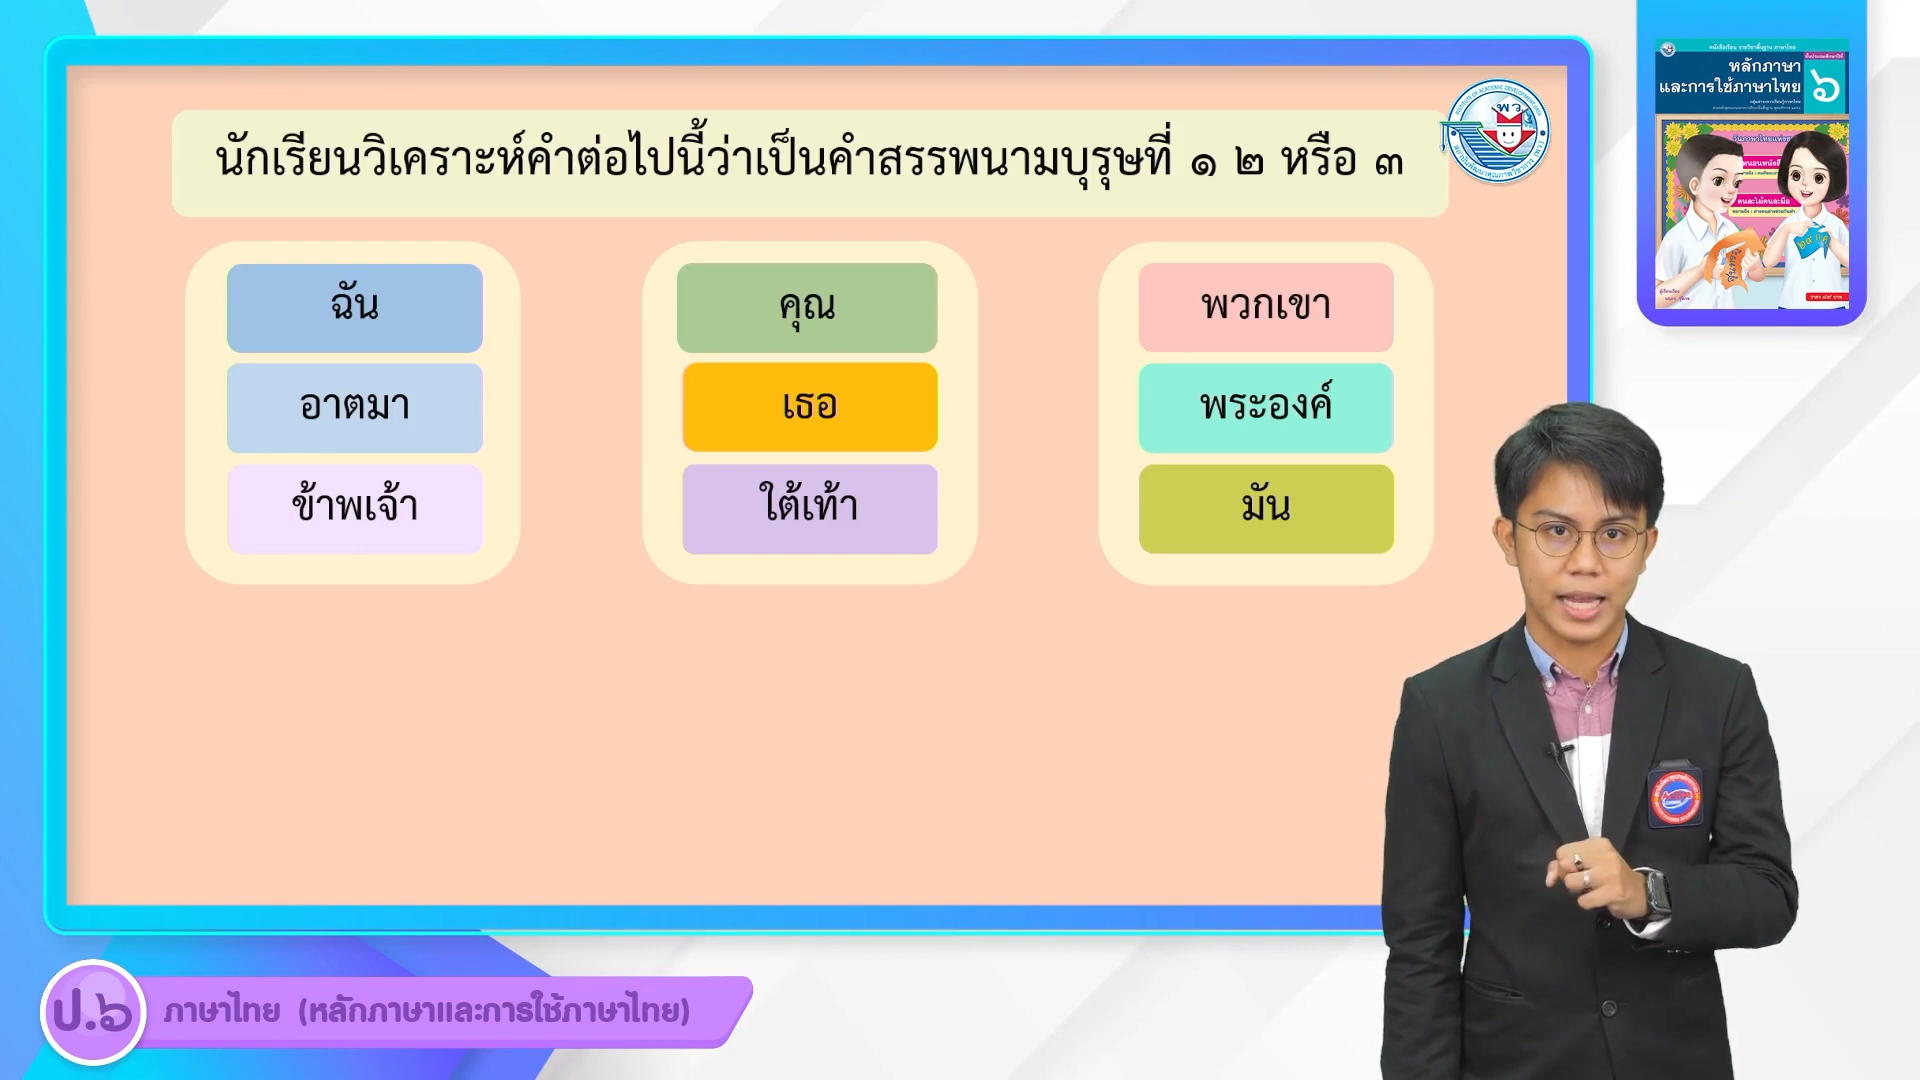 นักเรียนวิเคราะห์คำต่อไปนี้ว่าเป็นคำสรรพนามบุรุษที่ ๑ ๒ หรือ ๓
ฉัน
อาตมา
ข้าพเจ้า
คุณ
เธอ
ใต้เท้า
พวกเขา
พระองค์
มัน
หลักภาษา
และการใช้ภาษาไทย
๖
ป.๖
ภาษาไทย (หลักภาษาและการใช้ภาษาไทย)